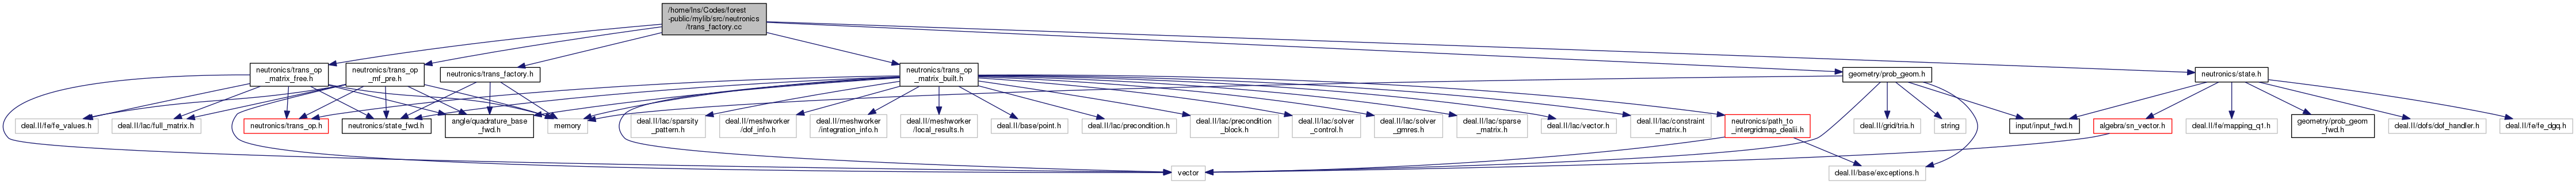 /home/lns/Codes/forest
-public/mylib/src/neutronics
/trans_factory.cc
neutronics/trans_op
_matrix_free.h
neutronics/trans_op
_mf_pre.h
neutronics/trans_factory.h
neutronics/trans_op
_matrix_built.h
geometry/prob_geom.h
neutronics/state.h
deal.II/fe/fe_values.h
deal.II/lac/full_matrix.h
neutronics/trans_op.h
neutronics/state_fwd.h
angle/quadrature_base
_fwd.h
memory
deal.II/lac/sparsity
_pattern.h
deal.II/meshworker
/dof_info.h
deal.II/meshworker
/integration_info.h
deal.II/meshworker
/local_results.h
deal.II/base/point.h
deal.II/lac/precondition.h
deal.II/lac/precondition
_block.h
deal.II/lac/solver
_control.h
deal.II/lac/solver
_gmres.h
deal.II/lac/sparse
_matrix.h
deal.II/lac/vector.h
deal.II/lac/constraint
_matrix.h
neutronics/path_to
_intergridmap_dealii.h
deal.II/grid/tria.h
string
input/input_fwd.h
algebra/sn_vector.h
deal.II/fe/mapping_q1.h
geometry/prob_geom
_fwd.h
deal.II/dofs/dof_handler.h
deal.II/fe/fe_dgq.h
vector
deal.II/base/exceptions.h